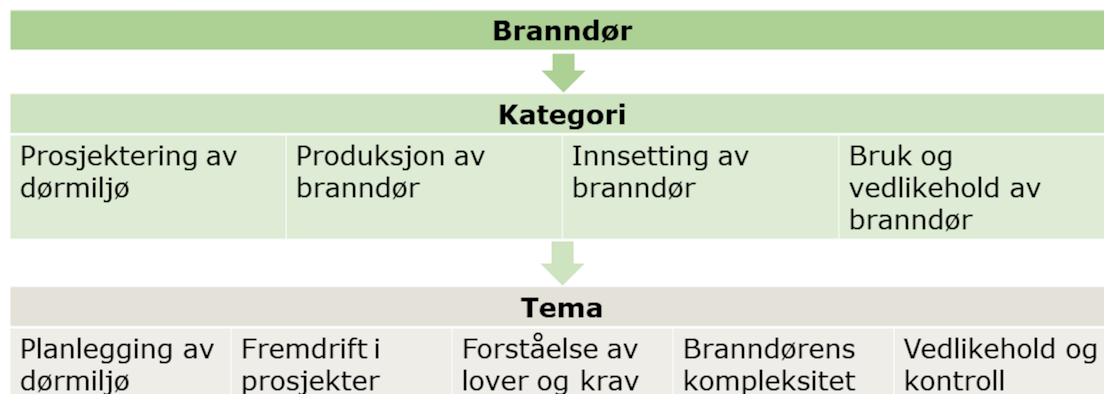 Branndør
Kategori
Prosjektering av
dørmiljø
Produksjon av
branndør
Innsetting av
branndør
Bruk og
vedlikehold av
branndør
Tema
Planlegging av
dørmiljø
Fremdrift i
prosjekter
Forståelse av
lover og krav
Branndørens
kompleksitet
Vedlikehold og
kontroll